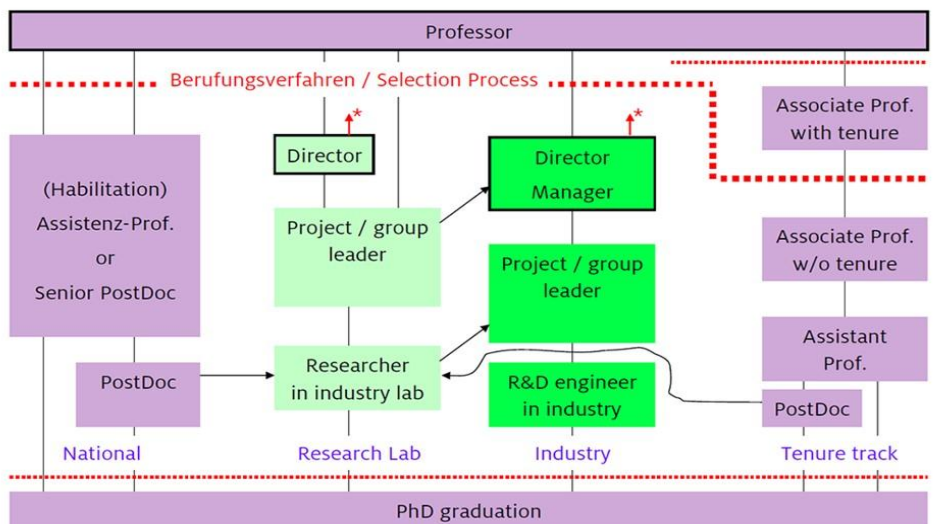 Professor
Berufungsverfahren / Selection Process
Associate Prof.
with tenure
*
*
Director
Director
Manager
(Habilitation)
Assistenz-Prof.
or
Senior PostDoc
Project / group
leader
Associate Prof.
w/o tenure
Project / group
leader
Assistant
Prof.
PostDoc
Researcher
in industry lab
R&D engineer
in industry
PostDoc
National
Research Lab
Industry
Tenure track
PhD graduation